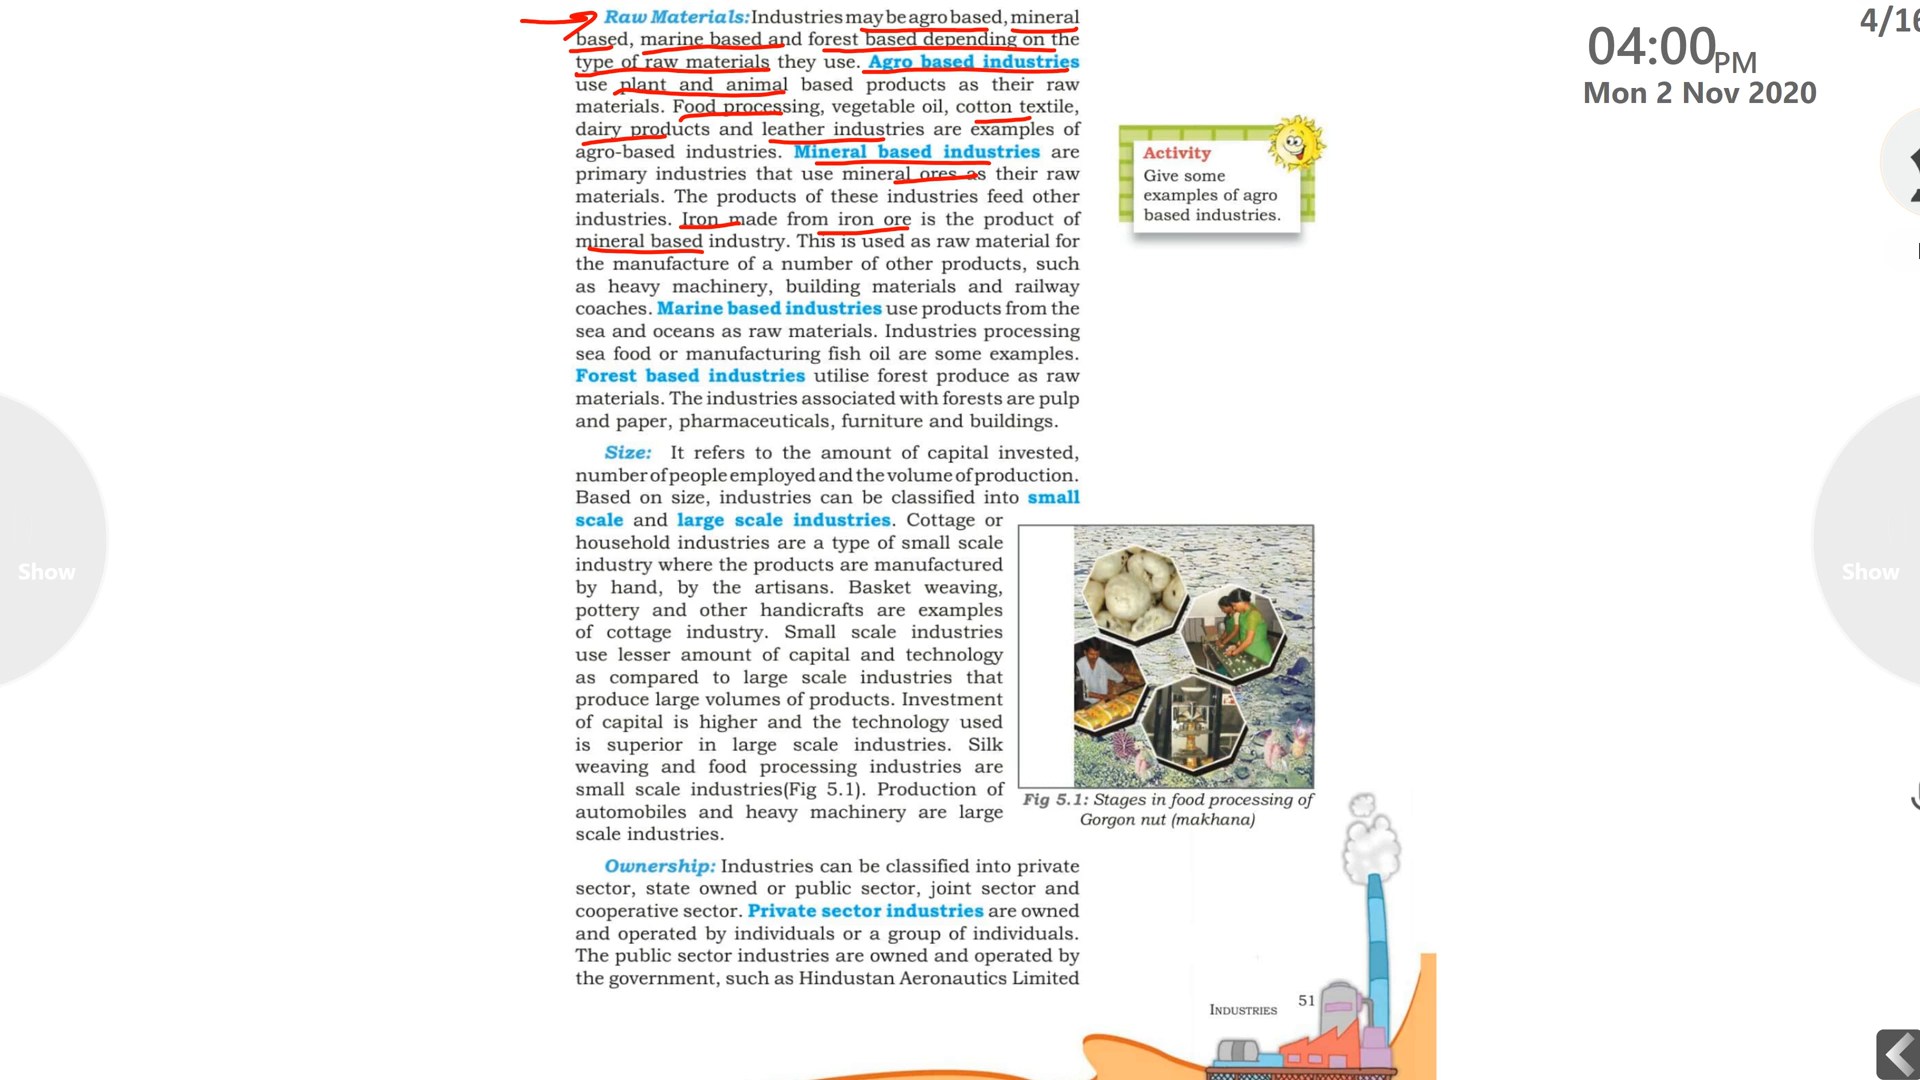 Raw Materials: Industries may be agro based, mineral
based, marine based and forest based depending on the
type of raw materials they use. Agro based industries
use plant and animal based products as their raw
materials. Food processing, vegetable oil, cotton textile,
dairy products and leather industries are examples of
agro-based industries. Mineral based industries are
primary industries that use mineral ores as their raw
materials. The products of these industries feed other
industries. Iron made from iron ore is the product of
mineral based industry. This is used as raw material for
the manufacture of a number of other products, such
as heavy machinery, building materials and railway
coaches. Marine based industries use products from the
sea and oceans as raw materials. Industries processing
sea food or manufacturing fish oil are some examples.
Forest based industries utilise forest produce as raw
materials. The industries associated with forests are pulp
and paper, pharmaceuticals, furniture and buildings.
Size: It refers to the amount of capital invested,
number of people employed and the volume of production.
Based on size, industries can be classified into small
scale and large scale industries. Cottage or
household industries are a type of small scale
industry where the products are manufactured
by hand, by the artisans. Basket weaving,
pottery and other handicrafts are examples
of cottage industry. Small scale industries
use lesser amount of capital and technology
as compared to large scale industries that
produce large volumes of products. Investment
of capital is higher and the technology used
is superior in large scale industries. Silk
weaving and food processing industries are
small scale industries(Fig 5.1). Production of
automobiles and heavy machinery are large
scale industries.
Ownership: Industries can be classified into private
sector, state owned or public sector, joint sector and
cooperative sector. Private sector industries are owned
and operated by individuals or a group of individuals.
The public sector industries are owned and operated by
the government, such as Hindustan Aeronautics Limited
Activity
Give some
examples of agro
based industries.
Fig 5.1: Stages in food processing of
Gorgon nut (makhana)
INDUSTRIES 51
04:00PM
Mon 2 Nov 2020
4/16
Show
Show